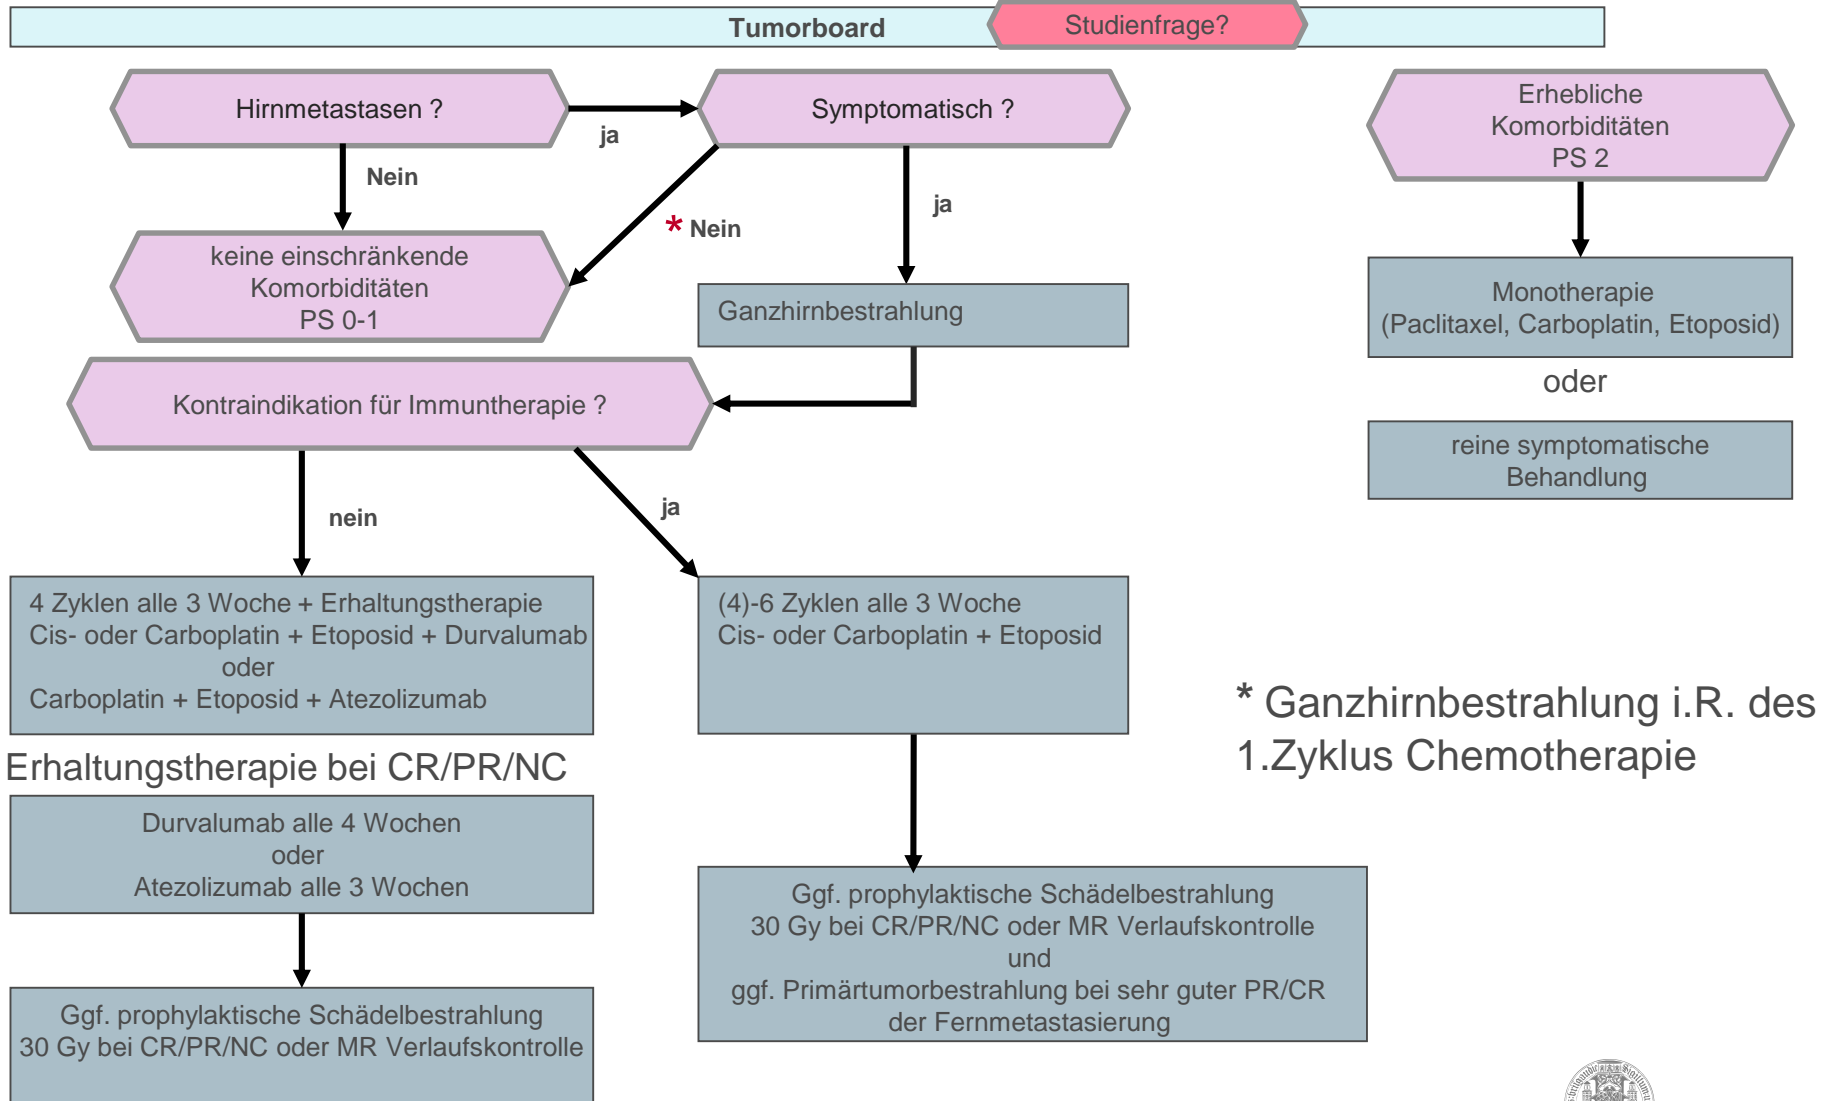 Tumorboard
Studienfrage?
Hirnmetastasen ?
ja
Symptomatisch ?
Erhebliche
Komorbiditäten
PS 2
Nein
* Nein
ja
keine einschränkende
Komorbiditäten
PS 0-1
Ganzhirnbestrahlung
Monotherapie
(Paclitaxel, Carboplatin, Etoposid)
oder
reine symptomatische
Behandlung
Kontraindikation für Immuntherapie ?
nein
ja
4 Zyklen alle 3 Woche + Erhaltungstherapie
Cis- oder Carboplatin + Etoposid + Durvalumab
oder
Carboplatin + Etoposid + Atezolizumab
(4)-6 Zyklen alle 3 Woche
Cis- oder Carboplatin + Etoposid
* Ganzhirnbestrahlung i.R. des
1.Zyklus Chemotherapie
Erhaltungstherapie bei CR/PR/NC
Durvalumab alle 4 Wochen
oder
Atezolizumab alle 3 Wochen
Ggf. prophylaktische Schädelbestrahlung
30 Gy bei CR/PR/NC oder MR Verlaufskontrolle
und
ggf. Primärtumorbestrahlung bei sehr guter PR/CR
der Fernmetastasierung
Ggf. prophylaktische Schädelbestrahlung
30 Gy bei CR/PR/NC oder MR Verlaufskontrolle